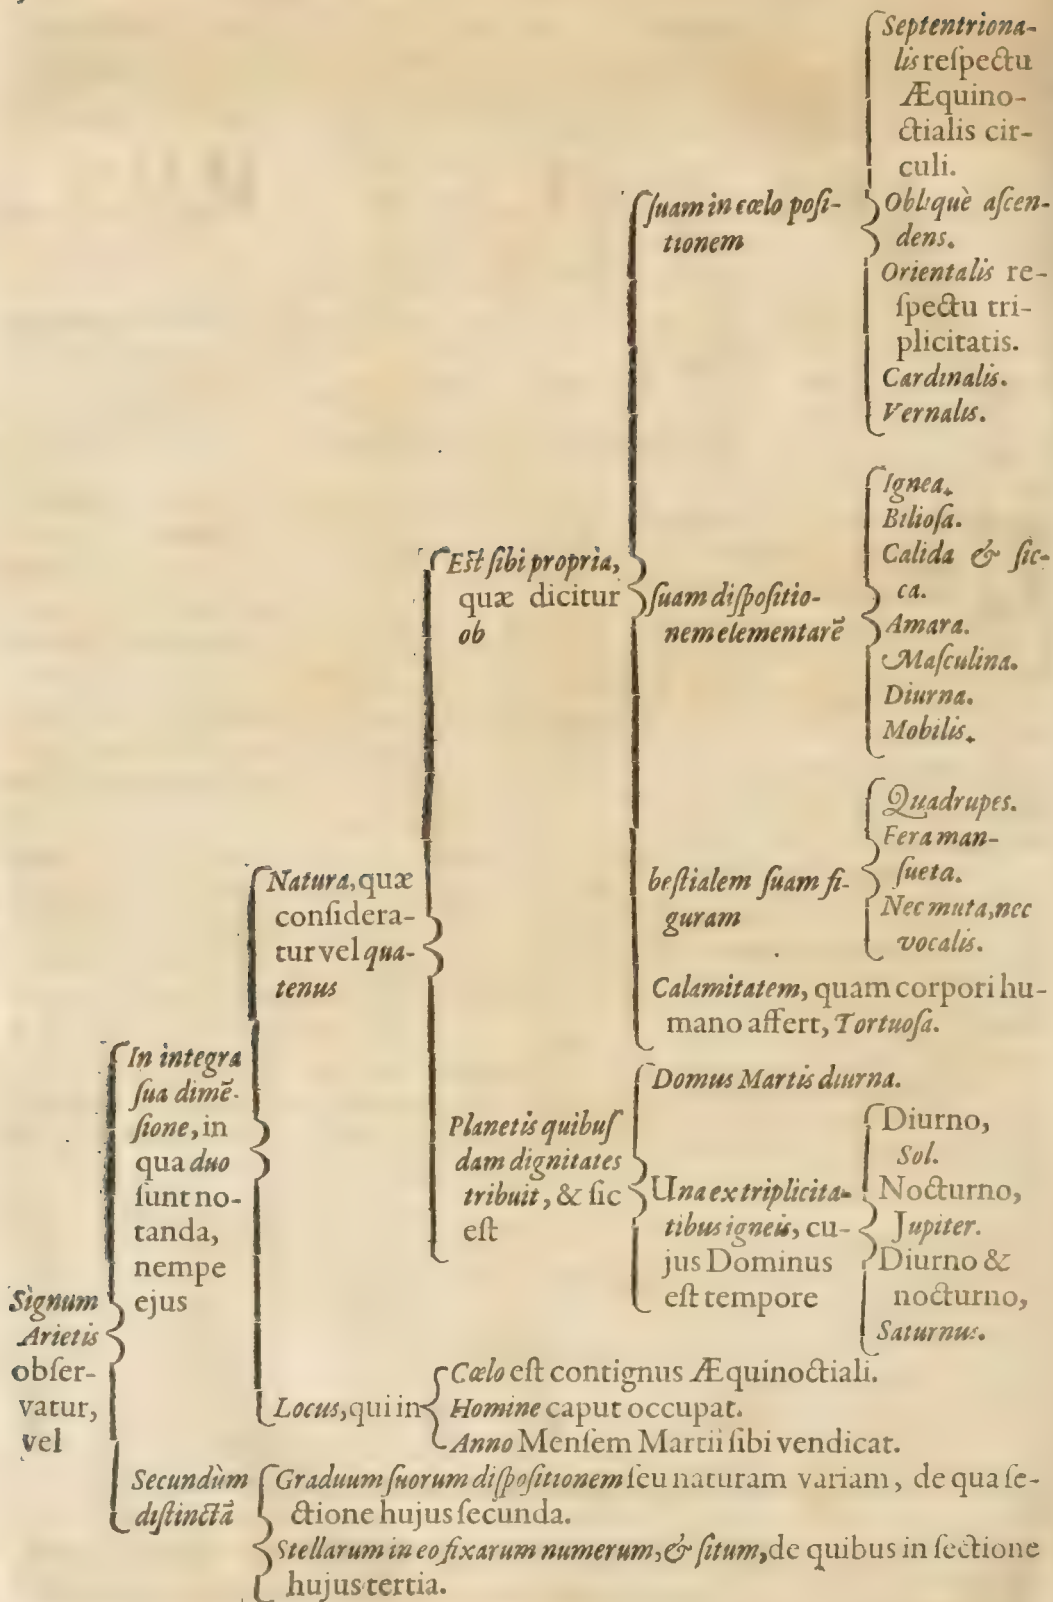 Signum
Arietis
obser-
vatur,
vel
In integra
sua dimē-
sione, in
qua duo
sunt no-
tanda,
nempe
ejus
Natura, quæ
considera-
tur vel qua-
tenus
Est sibi propria,
quæ dicitur
ob
suam in cœlo posi-
tionem
Septentriona-
lis respectu
Æquino-
ctialis cir-
culi.
Obliquè ascen-
dens.
Orientalis re-
spectu tri-
plicitatis.
Cardinalis.
Vernalis.
suam dispositio-
nem elementarē
Ignea.
Biliosa.
Calida & sic-
ca.
Amara.
Masculina.
Diurna.
Mobilis.
bestialem suam fi-
guram
Quadrupes.
Fera man-
sueta.
Nec muta, nec
vocalis.
Calamitatem, quam corpori hu-
mano affert, Tortuosa.
Planetis quibus
dam dignitates
tribuit, & sic
est
Domus Martis diurna.
Una ex triplicita-
tibus igneis, cu-
jus Dominus
est tempore
Diurno,
Sol.
Nocturno,
Jupiter.
Diurno &
nocturno,
Saturnus.
Locus, qui in
Cœlo est contignus Æquinoctiali.
Homine caput occupat.
Anno Mensem Martii sibi vendicat.
Secundùm
distinctā
Graduum suorum dispositionem seu naturam variam, de qua se-
ctione hujus secunda.
Stellarum in eo fixarum numerum, & situm, de quibus in sectione
hujus tertia.